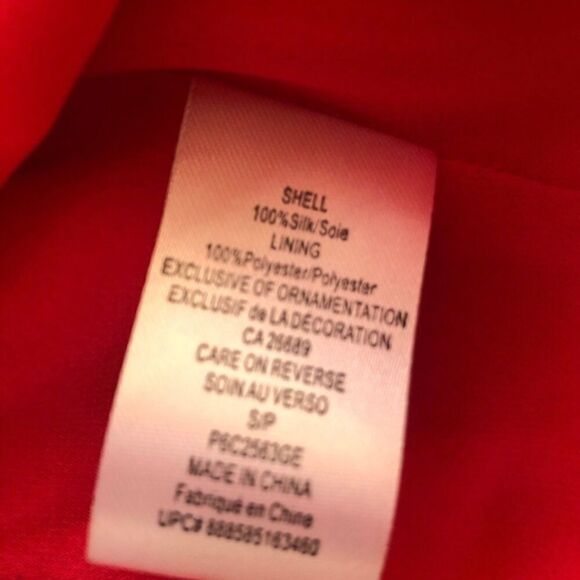 SHELL
100%Silk/Soie
LINING
100%Polyester/Polyester
EXCLUSIVE OF ORNAMENTATION
EXCLUSIF de LA DÉCORATION
CA 26689
CARE ON REVERSE
SOIN AU VERSO
S/P
P6C2563GE
MADE IN CHINA
Fabriqué en Chine
UPC# 888585163460